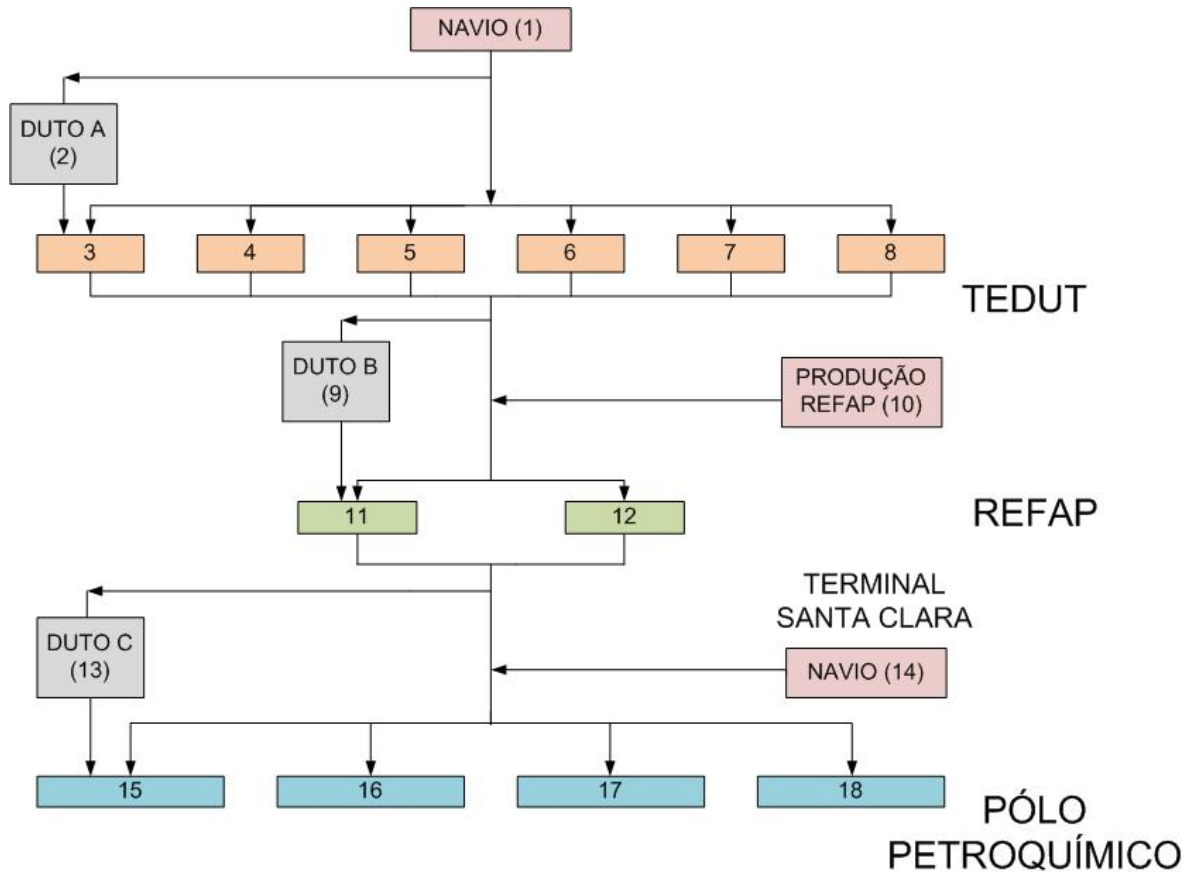 NAVIO (1)
DUTO A
(2)
3
4
5
6
7
8
TEDUT
DUTO B
(9)
PRODUÇÃO
REFAP (10)
11
12
REFAP
TERMINAL
SANTA CLARA
DUTO C
(13)
NAVIO (14)
15
16
17
18
PÓLO
PETROQUÍMICO